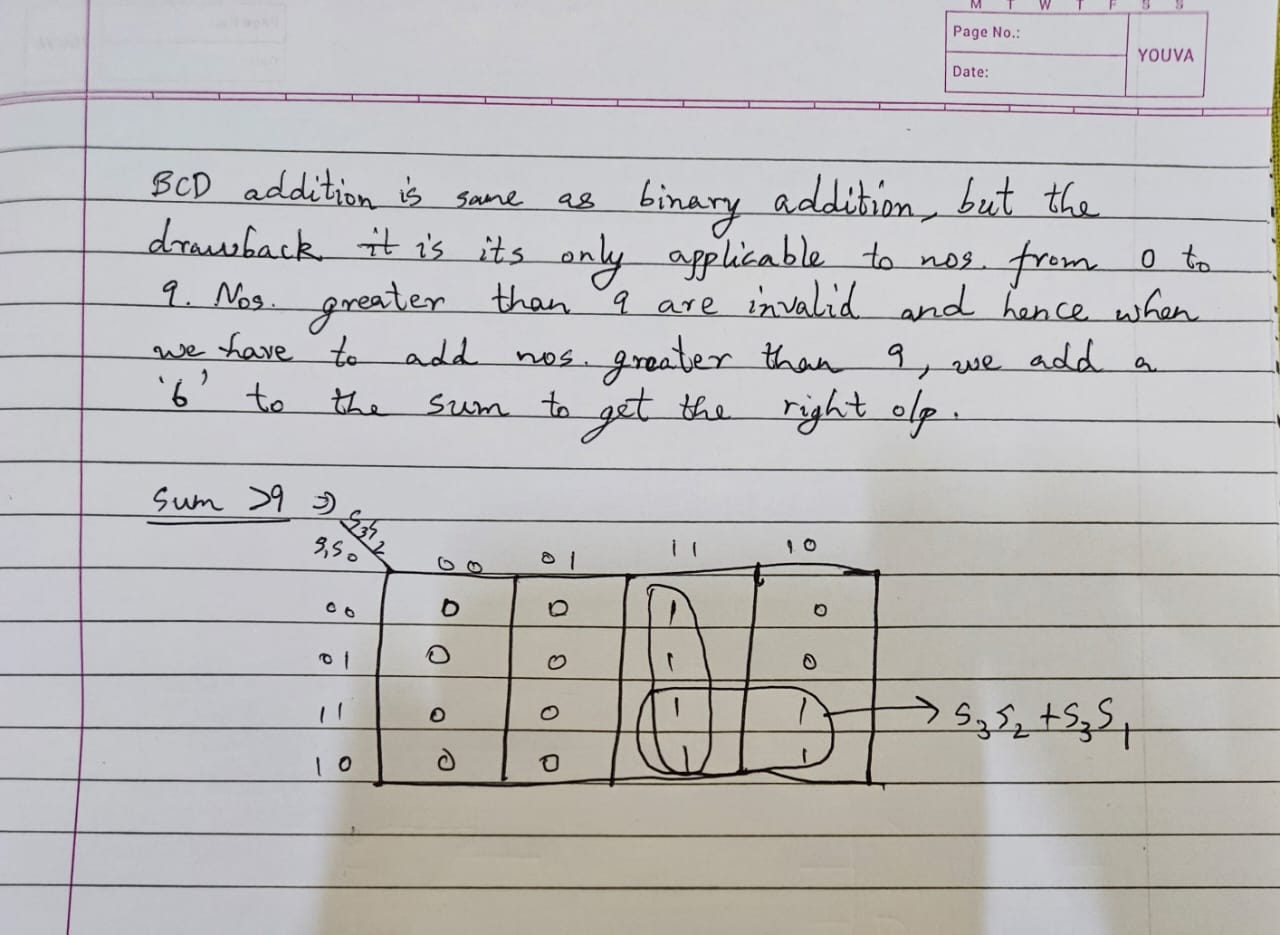 M T W T F S S
Page No.:
YOUVA
Date:
BCD addition is same as binary addition, but the
drawback it is its only applicable to nos. from 0 to
9. Nos. greater than 9 are invalid and hence when
we have to add nos. greater than 9, we add a
'6' to the sum to get the right o/p.
Sum >9 ⇒
S₃S₂
S₁S₀ 00 01 11 10
00 0 0 1 0
01 0 0 1 0
11 0 0 1 1 → S₃S₂ + S₃S₁
10 0 0 1 1